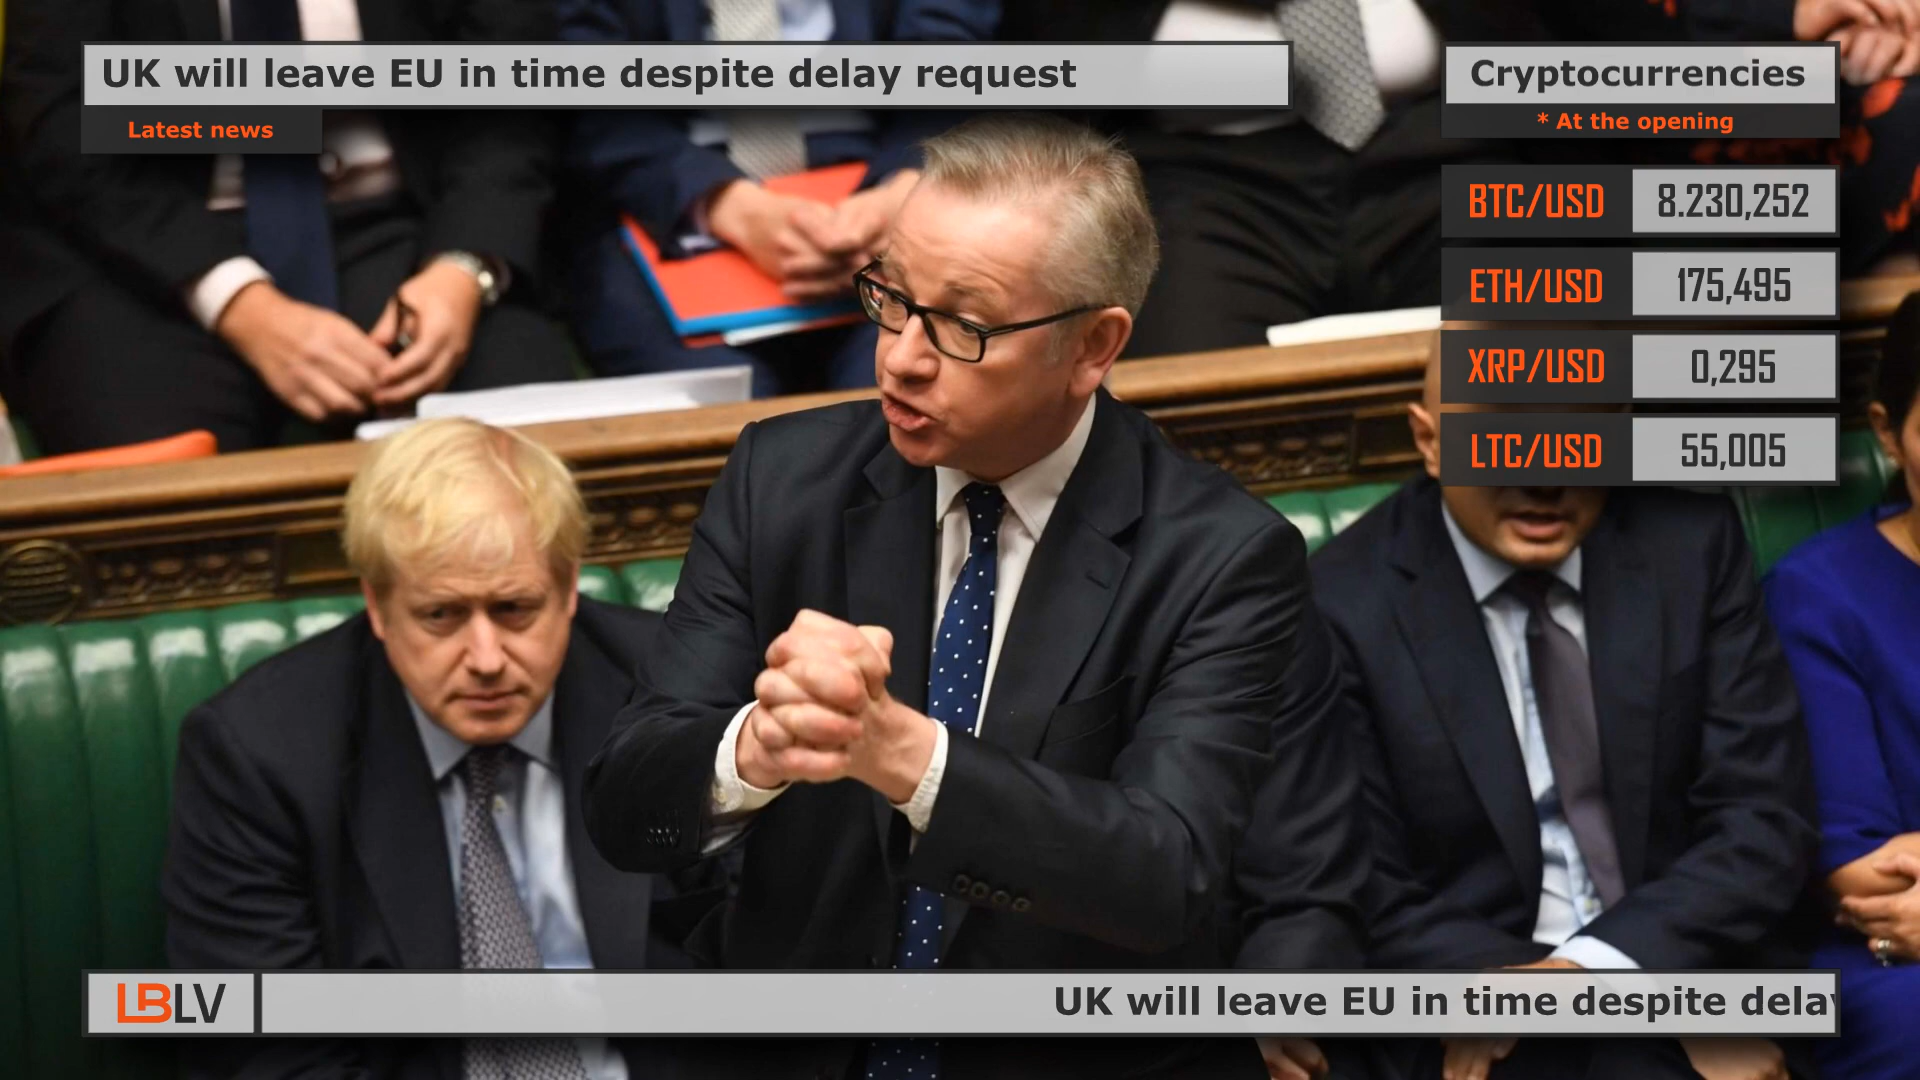 UK will leave EU in time despite delay request
Latest news
Cryptocurrencies
* At the opening
BTC/USD 8.230,252
ETH/USD 175,495
XRP/USD 0,295
LTC/USD 55,005
LBLV
UK will leave EU in time despite delay